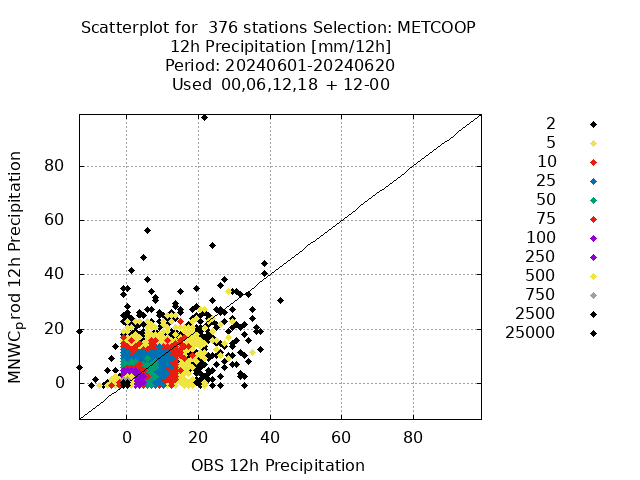 Scatterplot for  376 stations Selection: METCOOP
12h Precipitation [mm/12h]
Period: 20240601-20240620
Used  00,06,12,18  + 12-00
MNWC_prod 12h Precipitation
80
60
40
20
0
0 20 40 60 80
OBS 12h Precipitation
2
5
10
25
50
75
100
250
500
750
2500
25000